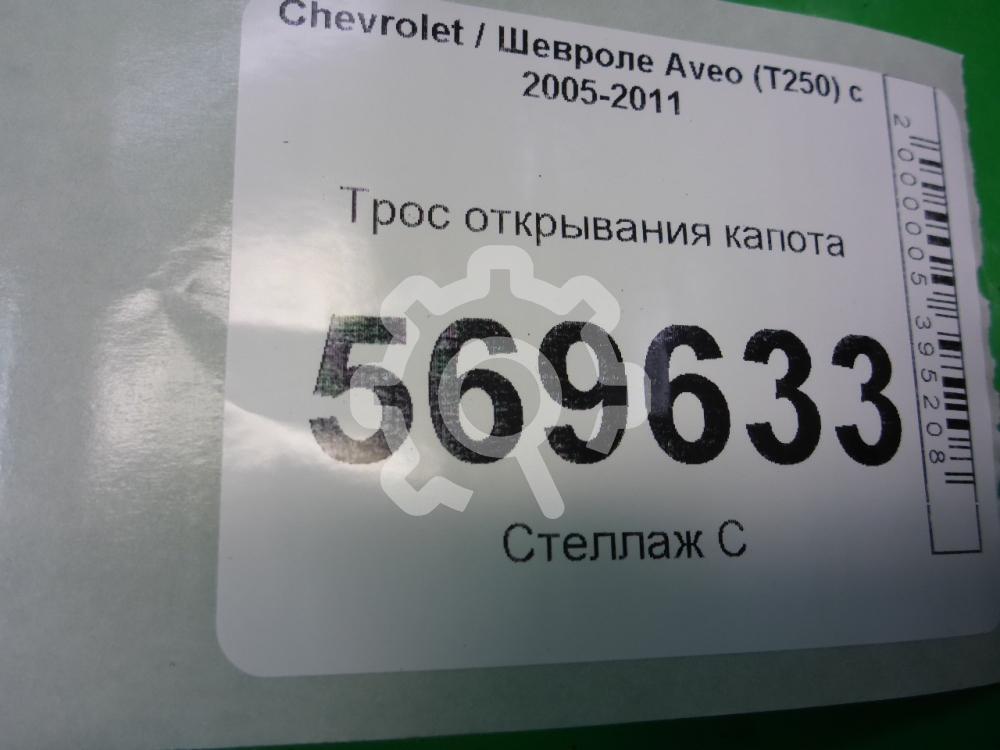 Chevrolet / Шевроле Aveo (T250) с
2005-2011
Трос открывания капота
569633
Стеллаж С
2000005395208